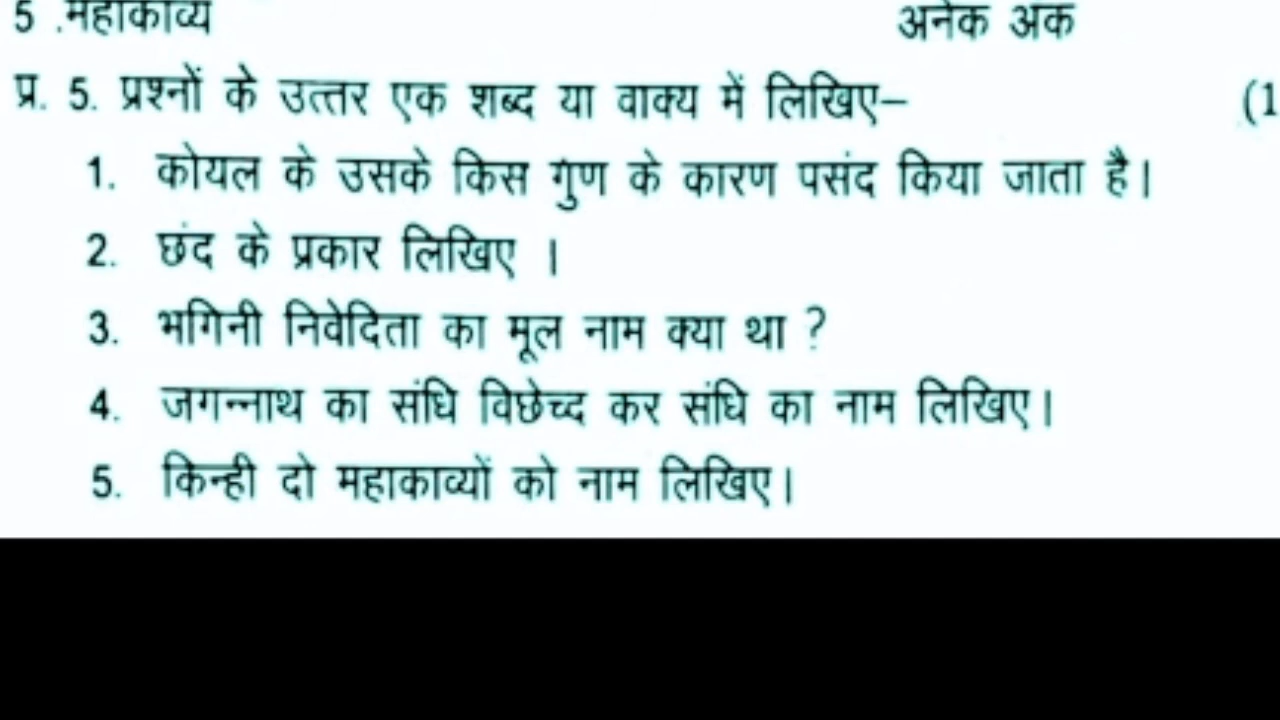 5 .महाकाव्य अनेक अंक
प्र. 5. प्रश्नों के उत्तर एक शब्द या वाक्य में लिखिए– (1
1. कोयल के उसके किस गुण के कारण पसंद किया जाता है।
2. छंद के प्रकार लिखिए ।
3. भगिनी निवेदिता का मूल नाम क्या था ?
4. जगन्नाथ का संधि विछेच्द कर संधि का नाम लिखिए।
5. किन्ही दो महाकाव्यों को नाम लिखिए।